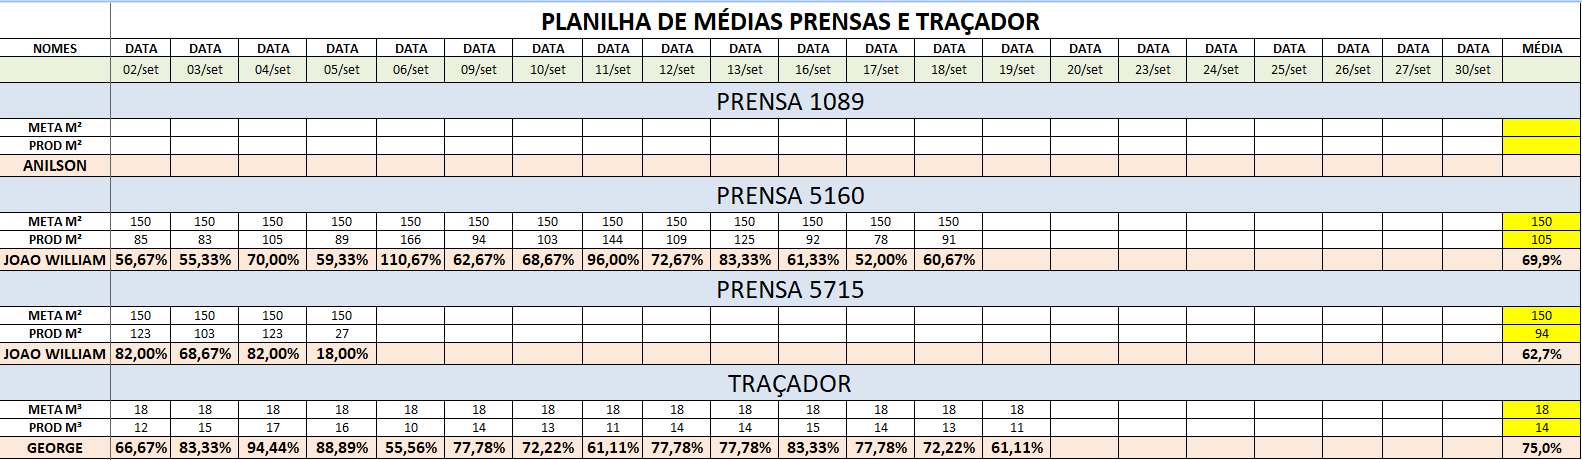 PLANILHA DE MÉDIAS PRENSAS E TRAÇADOR
NOMES DATA DATA DATA DATA DATA DATA DATA DATA DATA DATA DATA DATA DATA DATA DATA DATA DATA DATA DATA DATA DATA MÉDIA
02/set 03/set 04/set 05/set 06/set 09/set 10/set 11/set 12/set 13/set 16/set 17/set 18/set 19/set 20/set 23/set 24/set 25/set 26/set 27/set 30/set
PRENSA 1089
META M²
PROD M²
ANILSON
PRENSA 5160
META M² 150 150 150 150 150 150 150 150 150 150 150 150 150 150
PROD M² 85 83 105 89 166 94 103 144 109 125 92 78 91 105
JOAO WILLIAM 56,67% 55,33% 70,00% 59,33% 110,67% 62,67% 68,67% 96,00% 72,67% 83,33% 61,33% 52,00% 60,67% 69,9%
PRENSA 5715
META M² 150 150 150 150 150
PROD M² 123 103 123 27 94
JOAO WILLIAM 82,00% 68,67% 82,00% 18,00% 62,7%
TRAÇADOR
META M³ 18 18 18 18 18 18 18 18 18 18 18 18 18 18 18
PROD M³ 12 15 17 16 10 14 13 11 14 14 15 14 13 11 14
GEORGE 66,67% 83,33% 94,44% 88,89% 55,56% 77,78% 72,22% 61,11% 77,78% 77,78% 83,33% 77,78% 72,22% 61,11% 75,0%